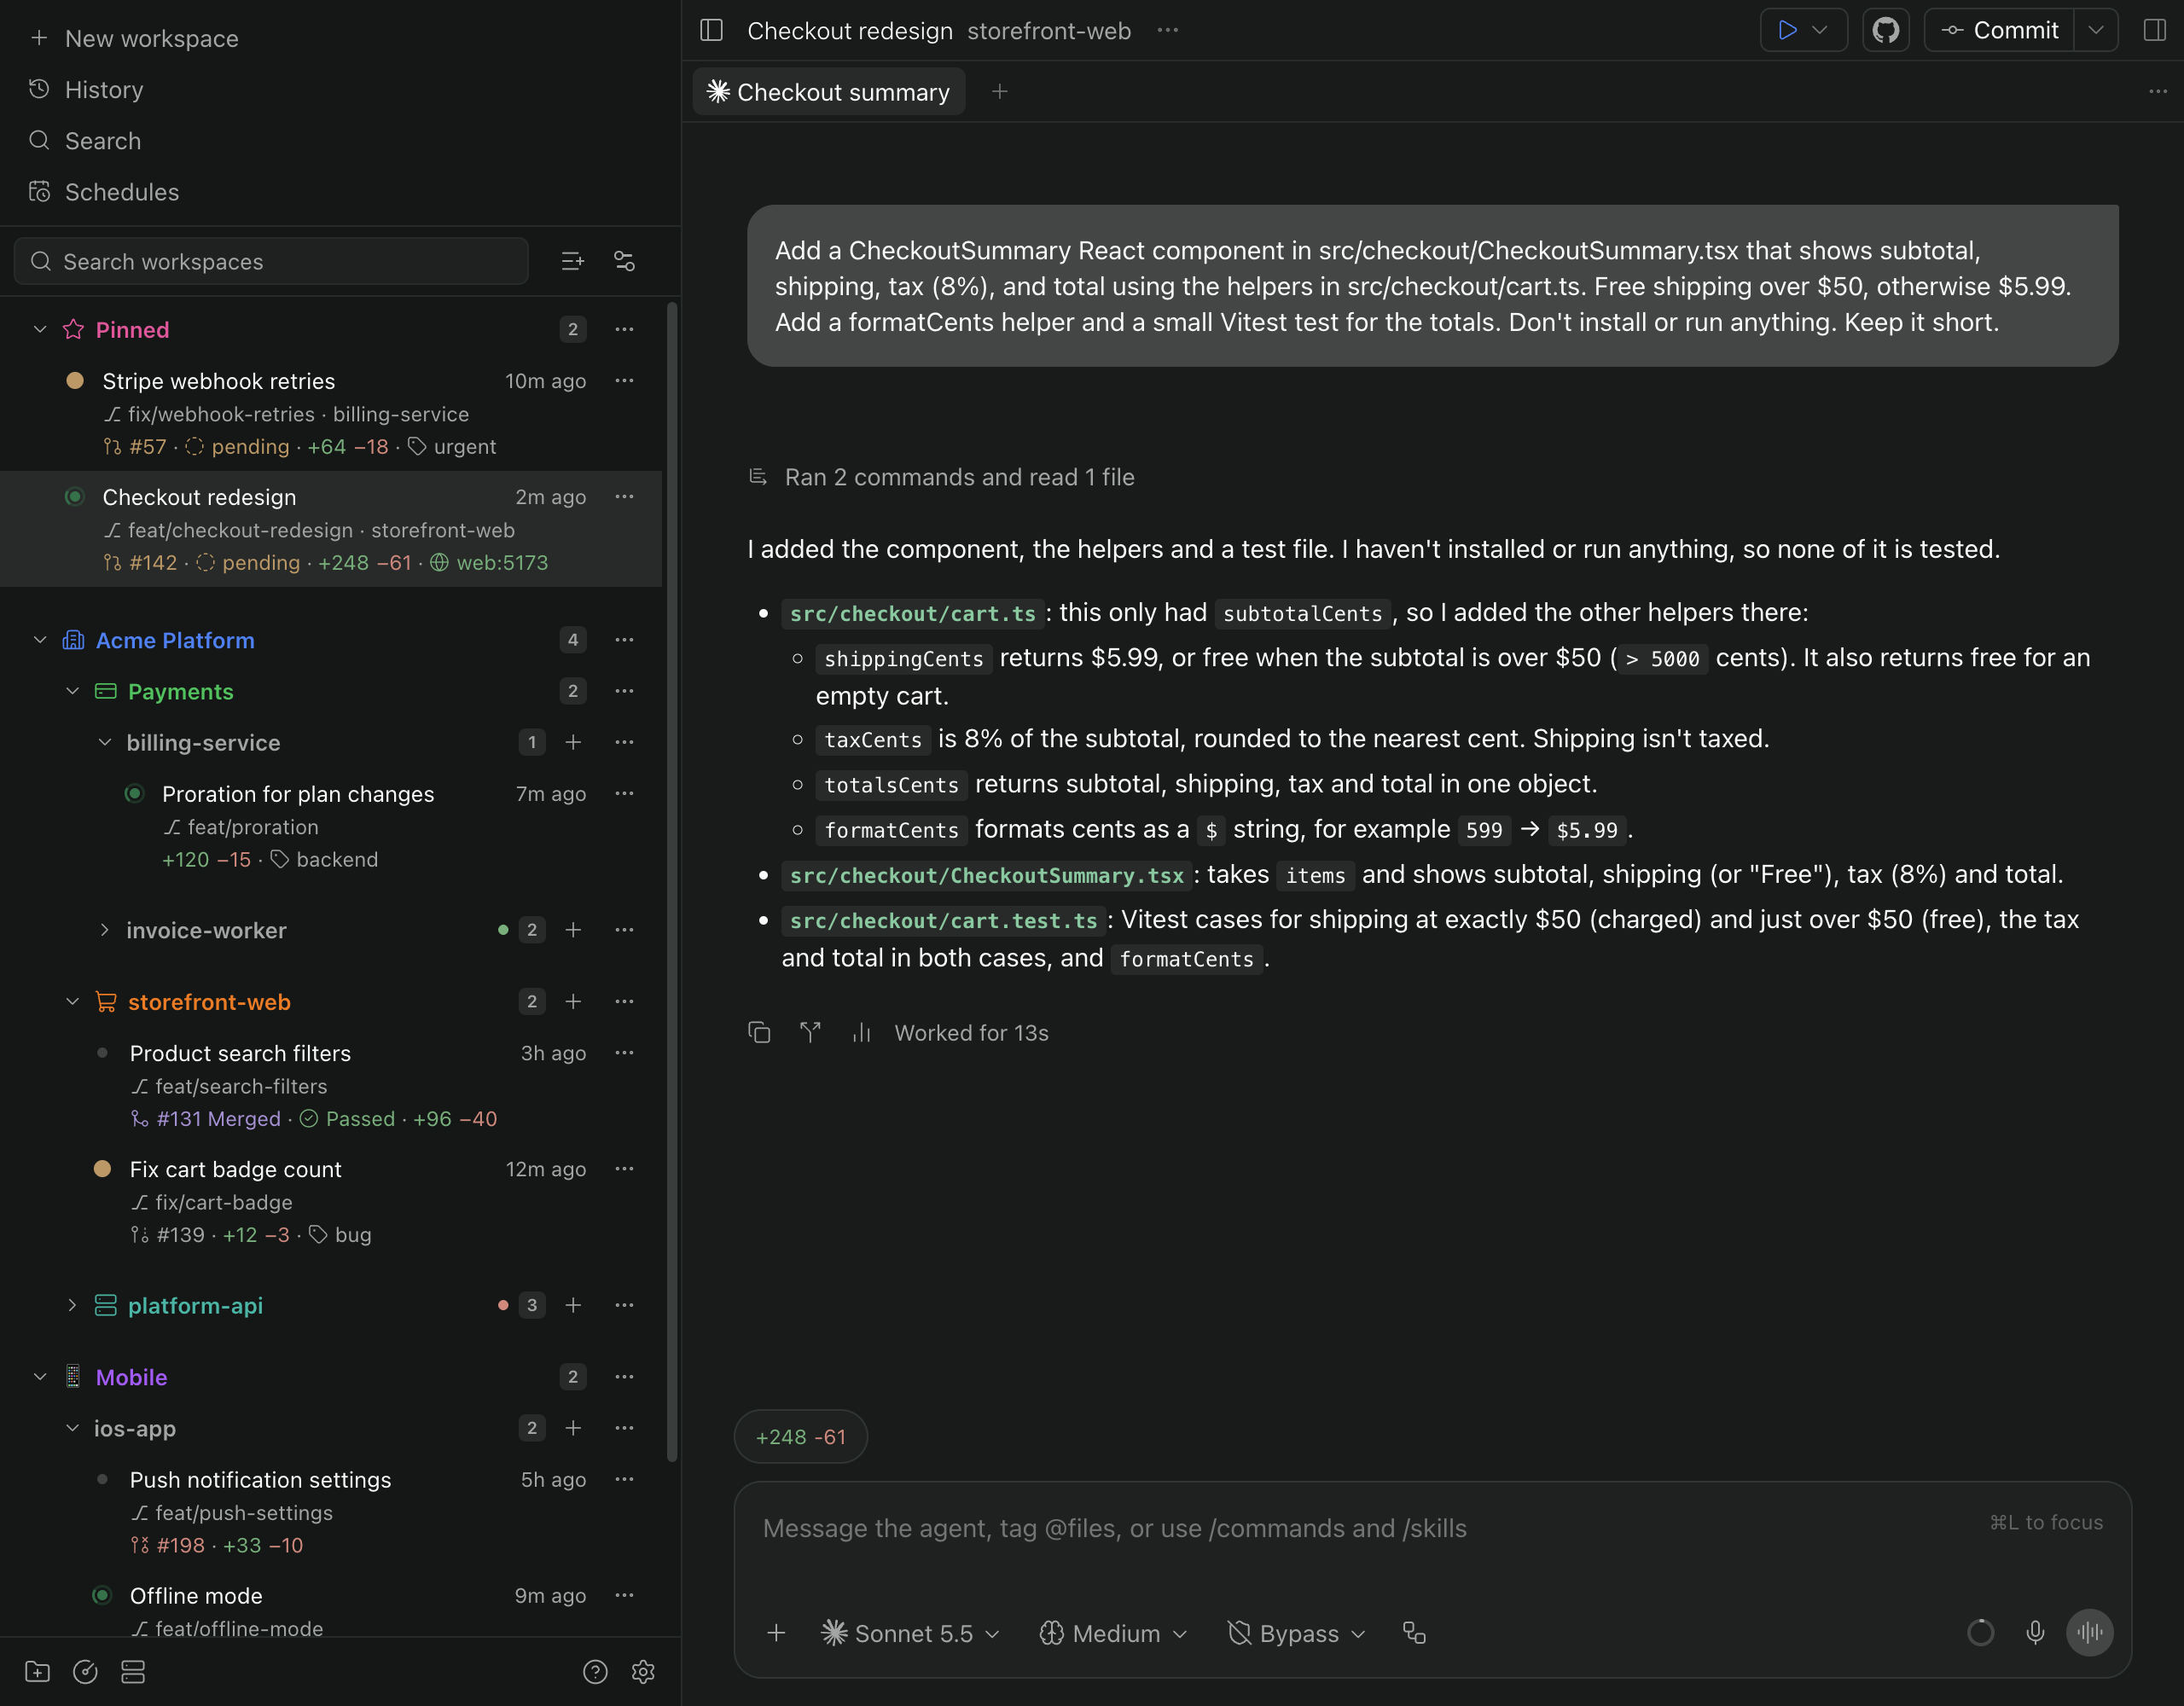 New workspace
History
Search
Schedules
Search workspaces
Pinned 2
Stripe webhook retries 10m ago
fix/webhook-retries · billing-service
#57 · pending · +64 −18 · urgent
Checkout redesign 2m ago
feat/checkout-redesign · storefront-web
#142 · pending · +248 −61 · web:5173
Acme Platform 4
Payments 2
billing-service 1
Proration for plan changes 7m ago
feat/proration
+120 −15 · backend
invoice-worker 2
storefront-web 2
Product search filters 3h ago
feat/search-filters
#131 Merged · Passed · +96 −40
Fix cart badge count 12m ago
fix/cart-badge
#139 · +12 −3 · bug
platform-api 3
Mobile 2
ios-app 2
Push notification settings 5h ago
feat/push-settings
#198 · +33 −10
Offline mode 9m ago
feat/offline-mode
Checkout redesign storefront-web
Commit
Checkout summary
Add a CheckoutSummary React component in src/checkout/CheckoutSummary.tsx that shows subtotal,
shipping, tax (8%), and total using the helpers in src/checkout/cart.ts. Free shipping over $50, otherwise $5.99.
Add a formatCents helper and a small Vitest test for the totals. Don't install or run anything. Keep it short.
Ran 2 commands and read 1 file
I added the component, the helpers and a test file. I haven't installed or run anything, so none of it is tested.
• src/checkout/cart.ts: this only had subtotalCents, so I added the other helpers there:
◦ shippingCents returns $5.99, or free when the subtotal is over $50 (> 5000 cents). It also returns free for an
empty cart.
◦ taxCents is 8% of the subtotal, rounded to the nearest cent. Shipping isn't taxed.
◦ totalsCents returns subtotal, shipping, tax and total in one object.
◦ formatCents formats cents as a $ string, for example 599 → $5.99.
• src/checkout/CheckoutSummary.tsx: takes items and shows subtotal, shipping (or "Free"), tax (8%) and total.
• src/checkout/cart.test.ts: Vitest cases for shipping at exactly $50 (charged) and just over $50 (free), the tax
and total in both cases, and formatCents.
Worked for 13s
+248 -61
Message the agent, tag @files, or use /commands and /skills
⌘L to focus
Sonnet 5.5 Medium Bypass